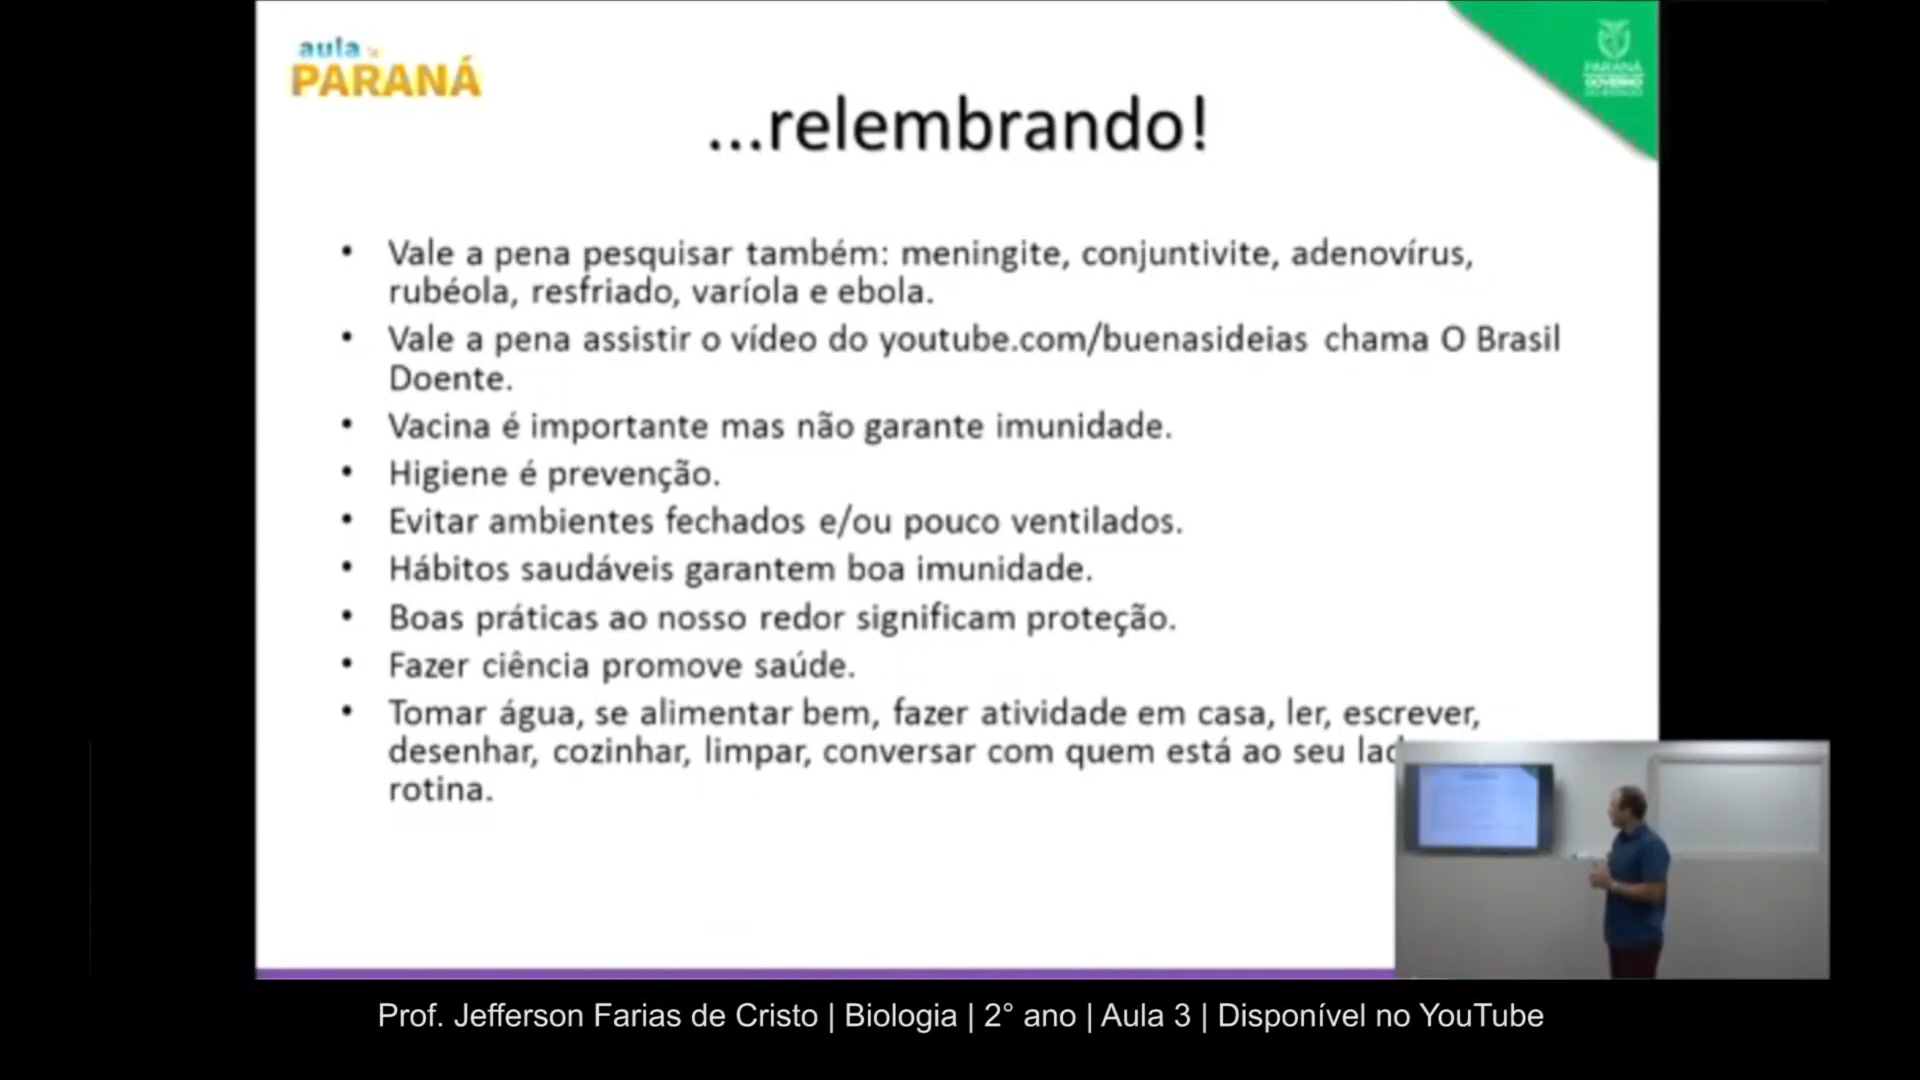 aula
PARANÁ
PARANÁ
GOVERNO
...relembrando!
• Vale a pena pesquisar também: meningite, conjuntivite, adenovírus,
rubéola, resfriado, varíola e ebola.
• Vale a pena assistir o vídeo do youtube.com/buenasideias chama O Brasil
Doente.
• Vacina é importante mas não garante imunidade.
• Higiene é prevenção.
• Evitar ambientes fechados e/ou pouco ventilados.
• Hábitos saudáveis garantem boa imunidade.
• Boas práticas ao nosso redor significam proteção.
• Fazer ciência promove saúde.
• Tomar água, se alimentar bem, fazer atividade em casa, ler, escrever,
desenhar, cozinhar, limpar, conversar com quem está ao seu lad
rotina.
Prof. Jefferson Farias de Cristo | Biologia | 2° ano | Aula 3 | Disponível no YouTube